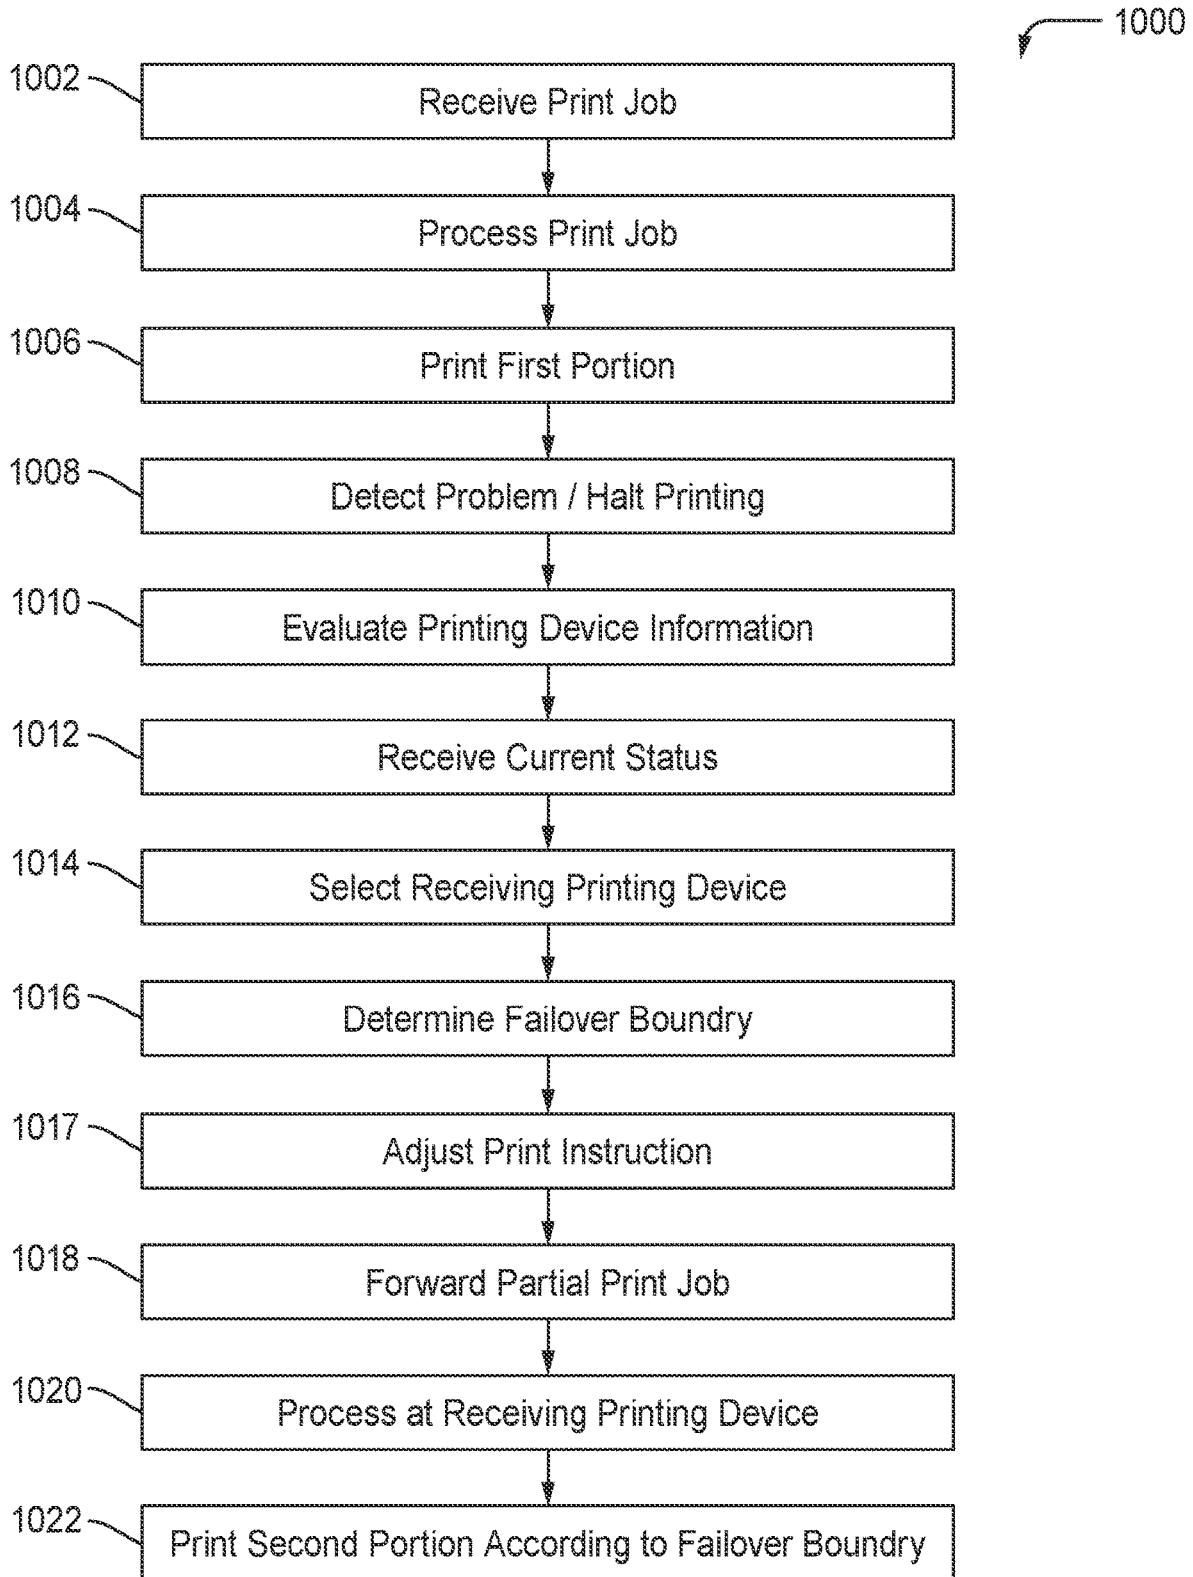 1000
1002 Receive Print Job
1004 Process Print Job
1006 Print First Portion
1008 Detect Problem / Halt Printing
1010 Evaluate Printing Device Information
1012 Receive Current Status
1014 Select Receiving Printing Device
1016 Determine Failover Boundry
1017 Adjust Print Instruction
1018 Forward Partial Print Job
1020 Process at Receiving Printing Device
1022 Print Second Portion According to Failover Boundry